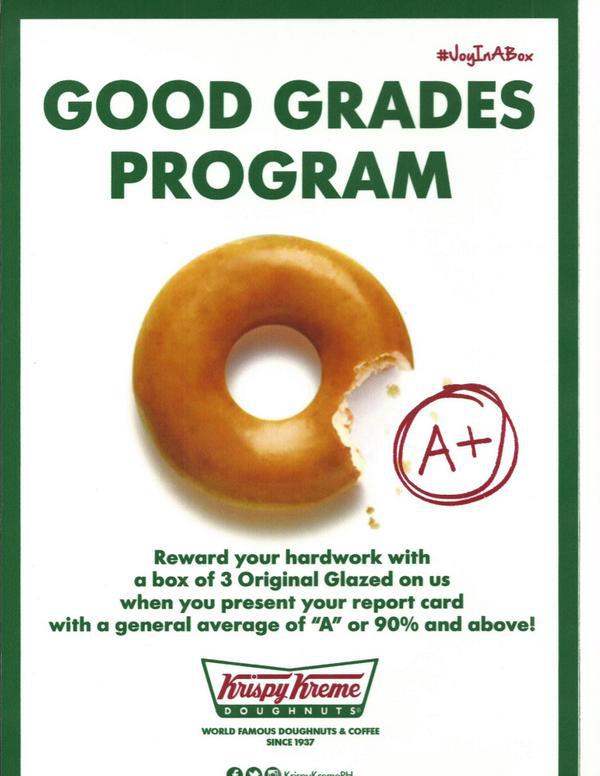 #JoyInABox
GOOD GRADES
PROGRAM
A+
Reward your hardwork with
a box of 3 Original Glazed on us
when you present your report card
with a general average of "A" or 90% and above!
Krispy Kreme
DOUGHNUTS®
WORLD FAMOUS DOUGHNUTS & COFFEE
SINCE 1937
KrispyKremePH